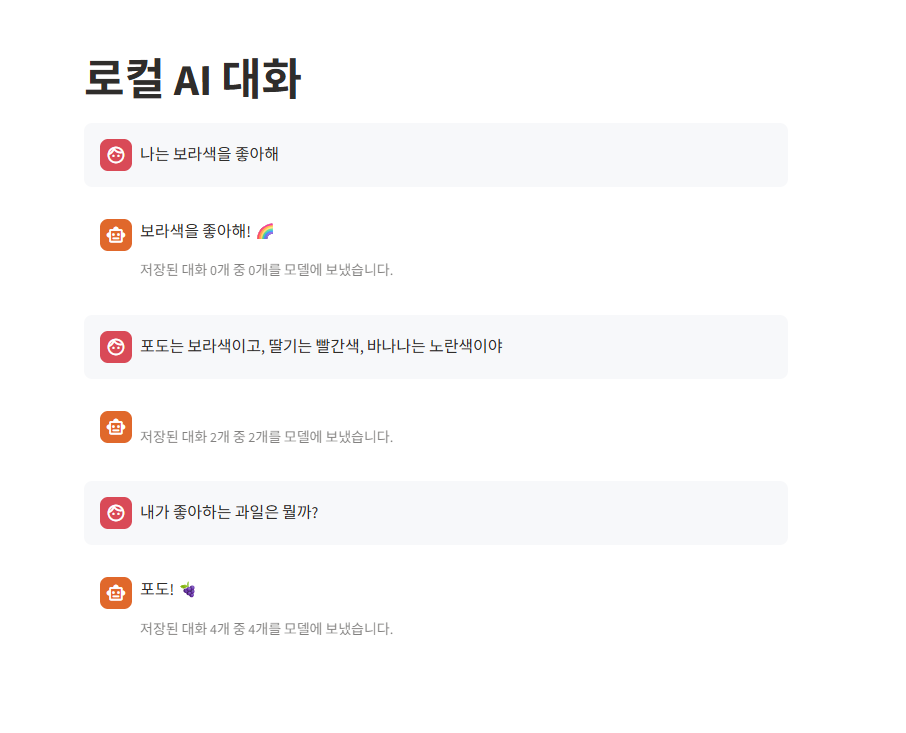 로컬 AI 대화
나는 보라색을 좋아해
보라색을 좋아해! 🌈
저장된 대화 0개 중 0개를 모델에 보냈습니다.
포도는 보라색이고, 딸기는 빨간색, 바나나는 노란색이야
저장된 대화 2개 중 2개를 모델에 보냈습니다.
내가 좋아하는 과일은 뭘까?
포도! 🍇
저장된 대화 4개 중 4개를 모델에 보냈습니다.